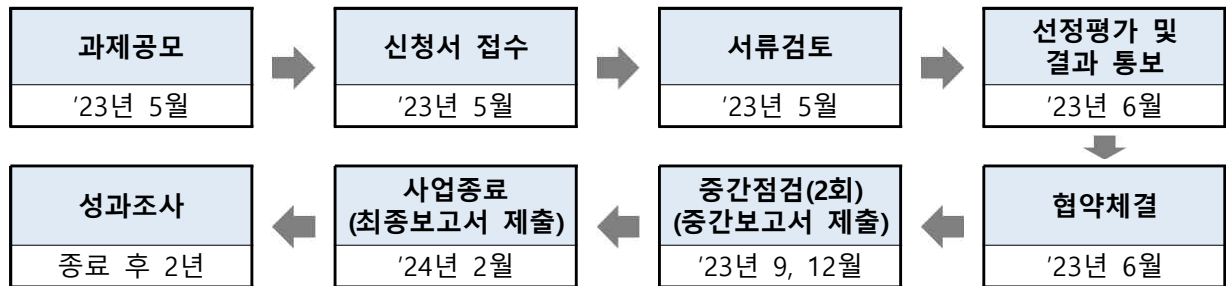 과제공모
'23년 5월
신청서 접수
'23년 5월
서류검토
'23년 5월
선정평가 및
결과 통보
'23년 6월
협약체결
'23년 6월
중간점검(2회)
(중간보고서 제출)
'23년 9, 12월
사업종료
(최종보고서 제출)
'24년 2월
성과조사
종료 후 2년